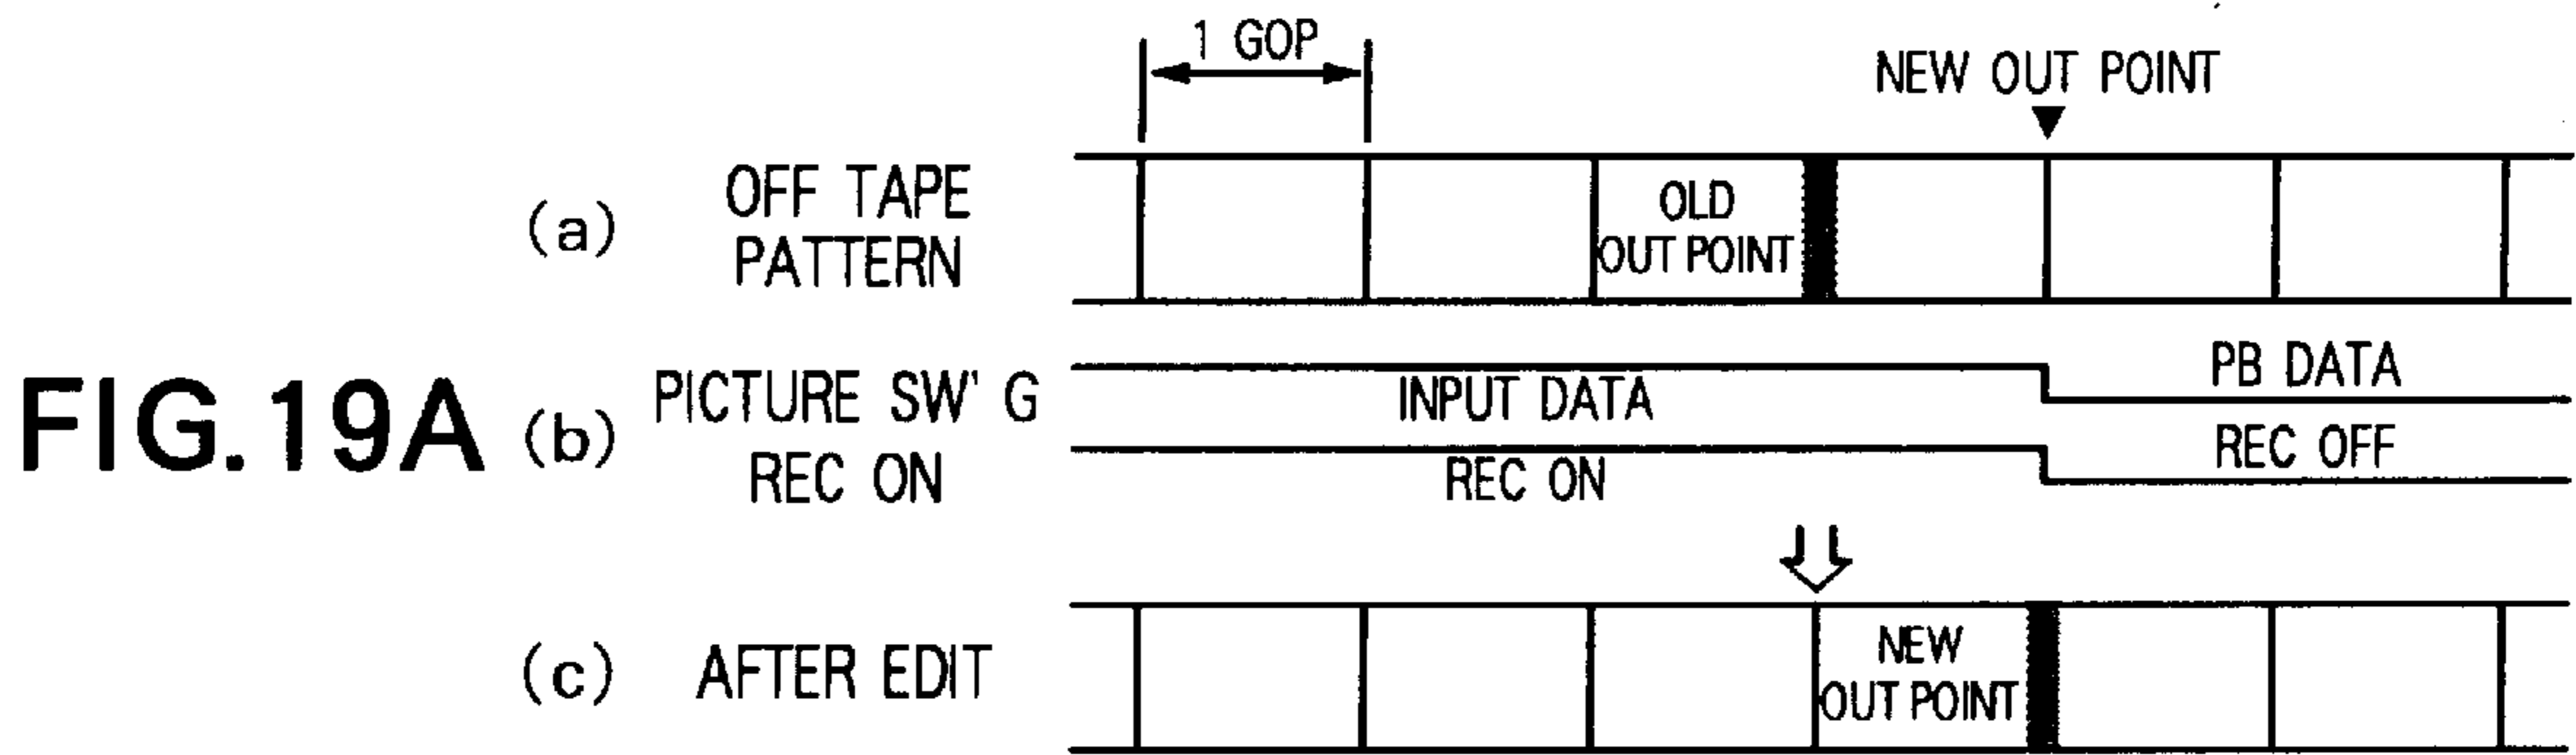 1 GOP
NEW OUT POINT
(a) OFF TAPE
PATTERN
OLD
OUT POINT
FIG.19A
(b) PICTURE SW' G
REC ON
INPUT DATA
PB DATA
REC ON
REC OFF
(c) AFTER EDIT
NEW
OUT POINT